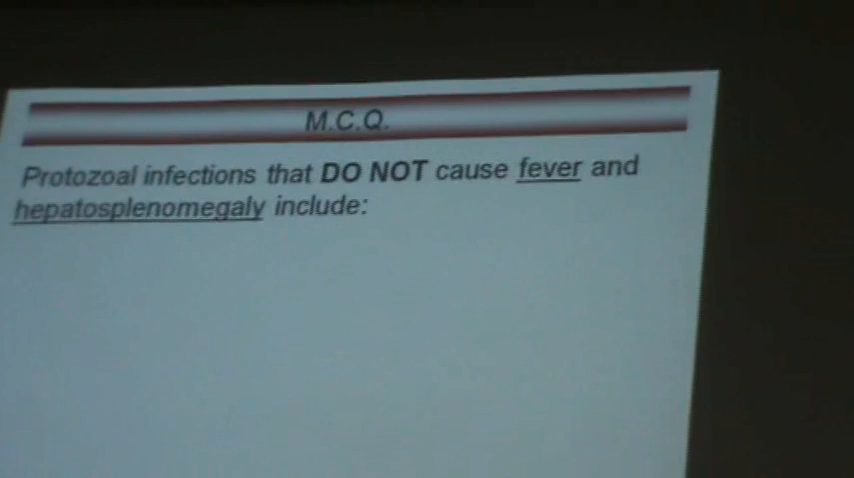 M.C.Q.
Protozoal infections that DO NOT cause fever and
hepatosplenomegaly include: